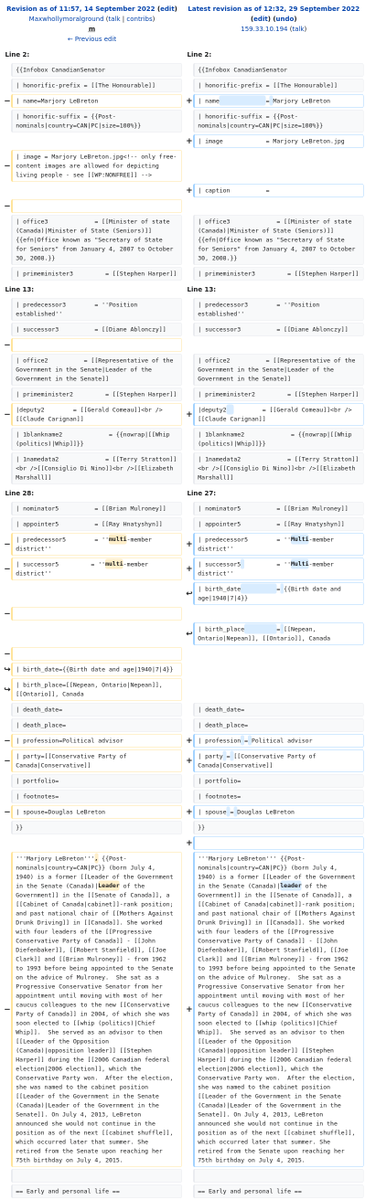 Revision as of 11:57, 14 September 2022 (edit)
Maxwhollymoralground (talk | contribs)
m
← Previous edit
Latest revision as of 12:32, 29 September 2022
(edit) (undo)
159.33.10.194 (talk)
Line 2:
Line 2:
{{Infobox CanadianSenator
{{Infobox CanadianSenator
| honorific-prefix = [[The Honourable]]
| honorific-prefix = [[The Honourable]]
− | name=Marjory LeBreton
+ | name = Marjory LeBreton
| honorific-suffix = {{Post-
nominals|country=CAN|PC|size=100%}}
| honorific-suffix = {{Post-
nominals|country=CAN|PC|size=100%}}
+ | image = Marjory LeBreton.jpg
− | image = Marjory LeBreton.jpg<!-- only free-
content images are allowed for depicting
living people - see [[WP:NONFREE]] -->
+ | caption =
−
| office3 = [[Minister of state
(Canada)|Minister of State (Seniors)]]
{{efn|Office known as "Secretary of State
for Seniors" from January 4, 2007 to October
30, 2008.}}
| office3 = [[Minister of state
(Canada)|Minister of State (Seniors)]]
{{efn|Office known as "Secretary of State
for Seniors" from January 4, 2007 to October
30, 2008.}}
| primeminister3 = [[Stephen Harper]]
| primeminister3 = [[Stephen Harper]]
Line 13:
Line 13:
| predecessor3 = ''Position
established''
| predecessor3 = ''Position
established''
| successor3 = [[Diane Ablonczy]]
| successor3 = [[Diane Ablonczy]]
−
| office2 = [[Representative of the
Government in the Senate|Leader of the
Government in the Senate]]
| office2 = [[Representative of the
Government in the Senate|Leader of the
Government in the Senate]]
| primeminister2 = [[Stephen Harper]]
| primeminister2 = [[Stephen Harper]]
− |deputy2 = [[Gerald Comeau]]<br />
[[Claude Carignan]]
+ |deputy2 = [[Gerald Comeau]]<br />
[[Claude Carignan]]
| 1blankname2 = {{nowrap|[[Whip
(politics)|Whip]]}}
| 1blankname2 = {{nowrap|[[Whip
(politics)|Whip]]}}
| 1namedata2 = [[Terry Stratton]]
<br />[[Consiglio Di Nino]]<br />[[Elizabeth
Marshall]]
| 1namedata2 = [[Terry Stratton]]
<br />[[Consiglio Di Nino]]<br />[[Elizabeth
Marshall]]
Line 28:
Line 27:
| nominator5 = [[Brian Mulroney]]
| nominator5 = [[Brian Mulroney]]
| appointer5 = [[Ray Hnatyshyn]]
| appointer5 = [[Ray Hnatyshyn]]
− | predecessor5 = ''multi-member
district''
+ | predecessor5 = ''Multi-member
district''
− | successor5 = ''multi-member
district''
+ | successor5 = ''Multi-member
district''
↩ | birth_date = {{Birth date and
age|1940|7|4}}
−
↩ | birth_place = [[Nepean,
Ontario|Nepean]], [[Ontario]], Canada
−
↪ | birth_date={{Birth date and age|1940|7|4}}
↪ | birth_place=[[Nepean, Ontario|Nepean]],
[[Ontario]], Canada
| death_date=
| death_date=
| death_place=
| death_place=
− | profession=Political advisor
+ | profession = Political advisor
− | party=[[Conservative Party of
Canada|Conservative]]
+ | party = [[Conservative Party of
Canada|Conservative]]
| portfolio=
| portfolio=
| footnotes=
| footnotes=
− | spouse=Douglas LeBreton
+ | spouse = Douglas LeBreton
}}
}}
+
− '''Marjory LeBreton''', {{Post-
nominals|country=CAN|PC}} (born July 4,
1940) is a former [[Leader of the Government
in the Senate (Canada)|Leader of the
Government]] in the [[Senate of Canada]], a
[[Cabinet of Canada|cabinet]]-rank position;
and past national chair of [[Mothers Against
Drunk Driving]] in [[Canada]]. She worked
with four leaders of the [[Progressive
Conservative Party of Canada]] - [[John
Diefenbaker]], [[Robert Stanfield]], [[Joe
Clark]] and [[Brian Mulroney]] - from 1962
to 1993 before being appointed to the Senate
on the advice of Mulroney.  She sat as a
Progressive Conservative Senator from her
appointment until moving with most of her
caucus colleagues to the new [[Conservative
Party of Canada]] in 2004, of which she was
soon elected to [[whip (politics)|Chief
Whip]].  She served as an advisor to then
[[Leader of the Opposition
(Canada)|opposition leader]] [[Stephen
Harper]] during the [[2006 Canadian federal
election|2006 election]], which the
Conservative Party won.  After the election,
she was named to the cabinet position
[[Leader of the Government in the Senate
(Canada)|Leader of the Government in the
Senate]]. On July 4, 2013, LeBreton
announced she would not continue in the
position as of the next [[cabinet shuffle]],
which occurred later that summer. She
retired from the Senate upon reaching her
75th birthday on July 4, 2015.
+ '''Marjory LeBreton''' {{Post-
nominals|country=CAN|PC}} (born July 4,
1940) is a former [[Leader of the Government
in the Senate (Canada)|leader of the
Government]] in the [[Senate of Canada]], a
[[Cabinet of Canada|cabinet]]-rank position;
and past national chair of [[Mothers Against
Drunk Driving]] in [[Canada]]. She worked
with four leaders of the [[Progressive
Conservative Party of Canada]] - [[John
Diefenbaker]], [[Robert Stanfield]], [[Joe
Clark]] and [[Brian Mulroney]] - from 1962
to 1993 before being appointed to the Senate
on the advice of Mulroney.  She sat as a
Progressive Conservative Senator from her
appointment until moving with most of her
caucus colleagues to the new [[Conservative
Party of Canada]] in 2004, of which she was
soon elected to [[whip (politics)|Chief
Whip]].  She served as an advisor to then
[[Leader of the Opposition
(Canada)|opposition leader]] [[Stephen
Harper]] during the [[2006 Canadian federal
election|2006 election]], which the
Conservative Party won.  After the election,
she was named to the cabinet position
[[Leader of the Government in the Senate
(Canada)|Leader of the Government in the
Senate]]. On July 4, 2013, LeBreton
announced she would not continue in the
position as of the next [[cabinet shuffle]],
which occurred later that summer. She
retired from the Senate upon reaching her
75th birthday on July 4, 2015.
== Early and personal life ==
== Early and personal life ==